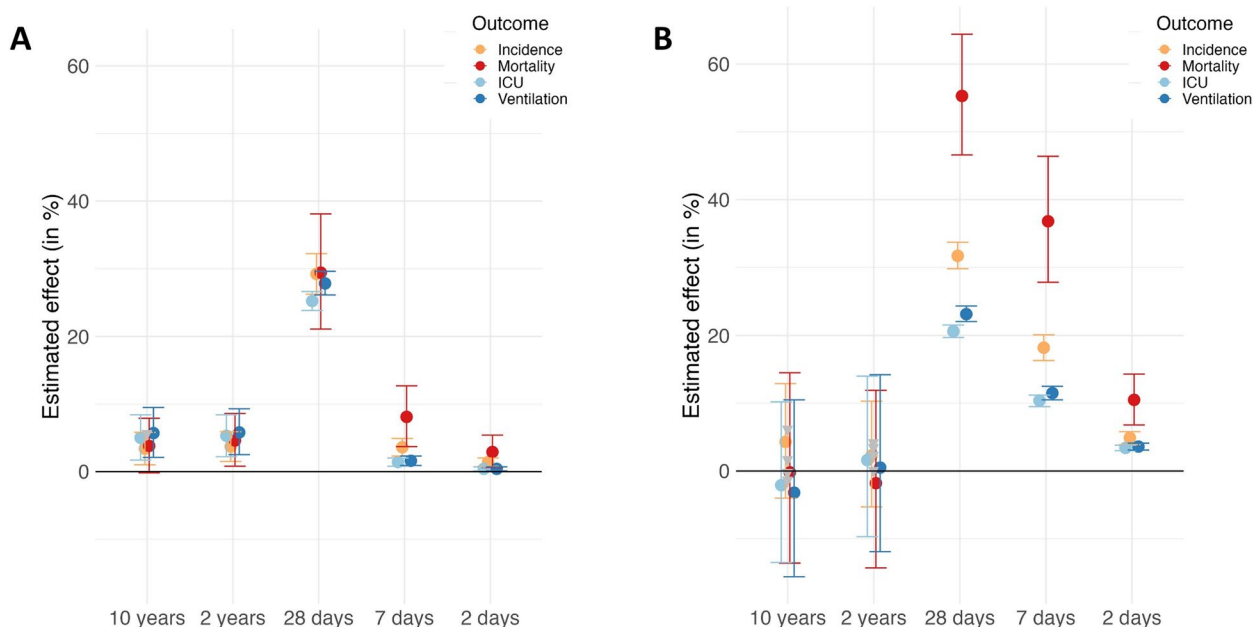 A
Outcome
Incidence
Mortality
ICU
Ventilation
Estimated effect (in %)
60
40
20
0
10 years 2 years 28 days 7 days 2 days
B
Outcome
Incidence
Mortality
ICU
Ventilation
Estimated effect (in %)
60
40
20
0
10 years 2 years 28 days 7 days 2 days